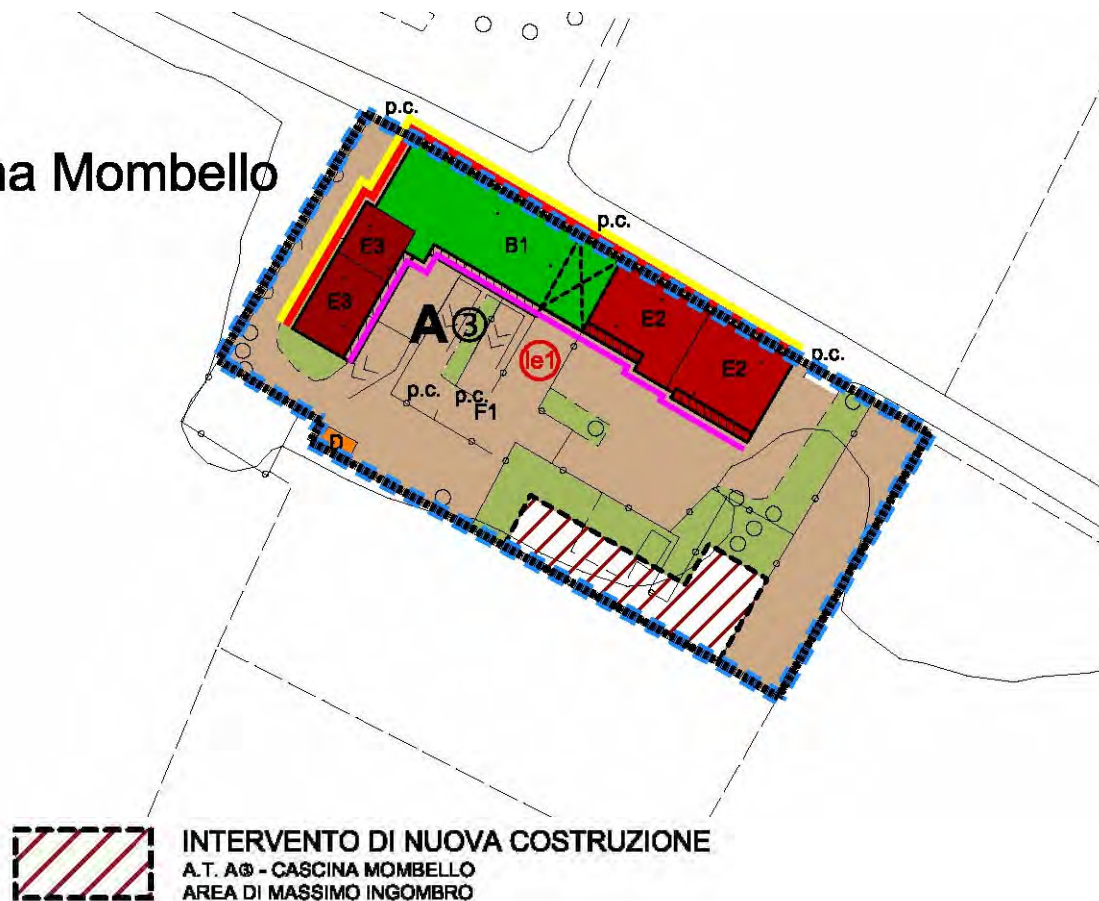 p.c.
na Mombello
p.c.
B1
E3
E3
A③
E2
Ie1
E2
p.c.
p.c.
p.c.
F1
D
INTERVENTO DI NUOVA COSTRUZIONE
A.T. A③ - CASCINA MOMBELLO
AREA DI MASSIMO INGOMBRO